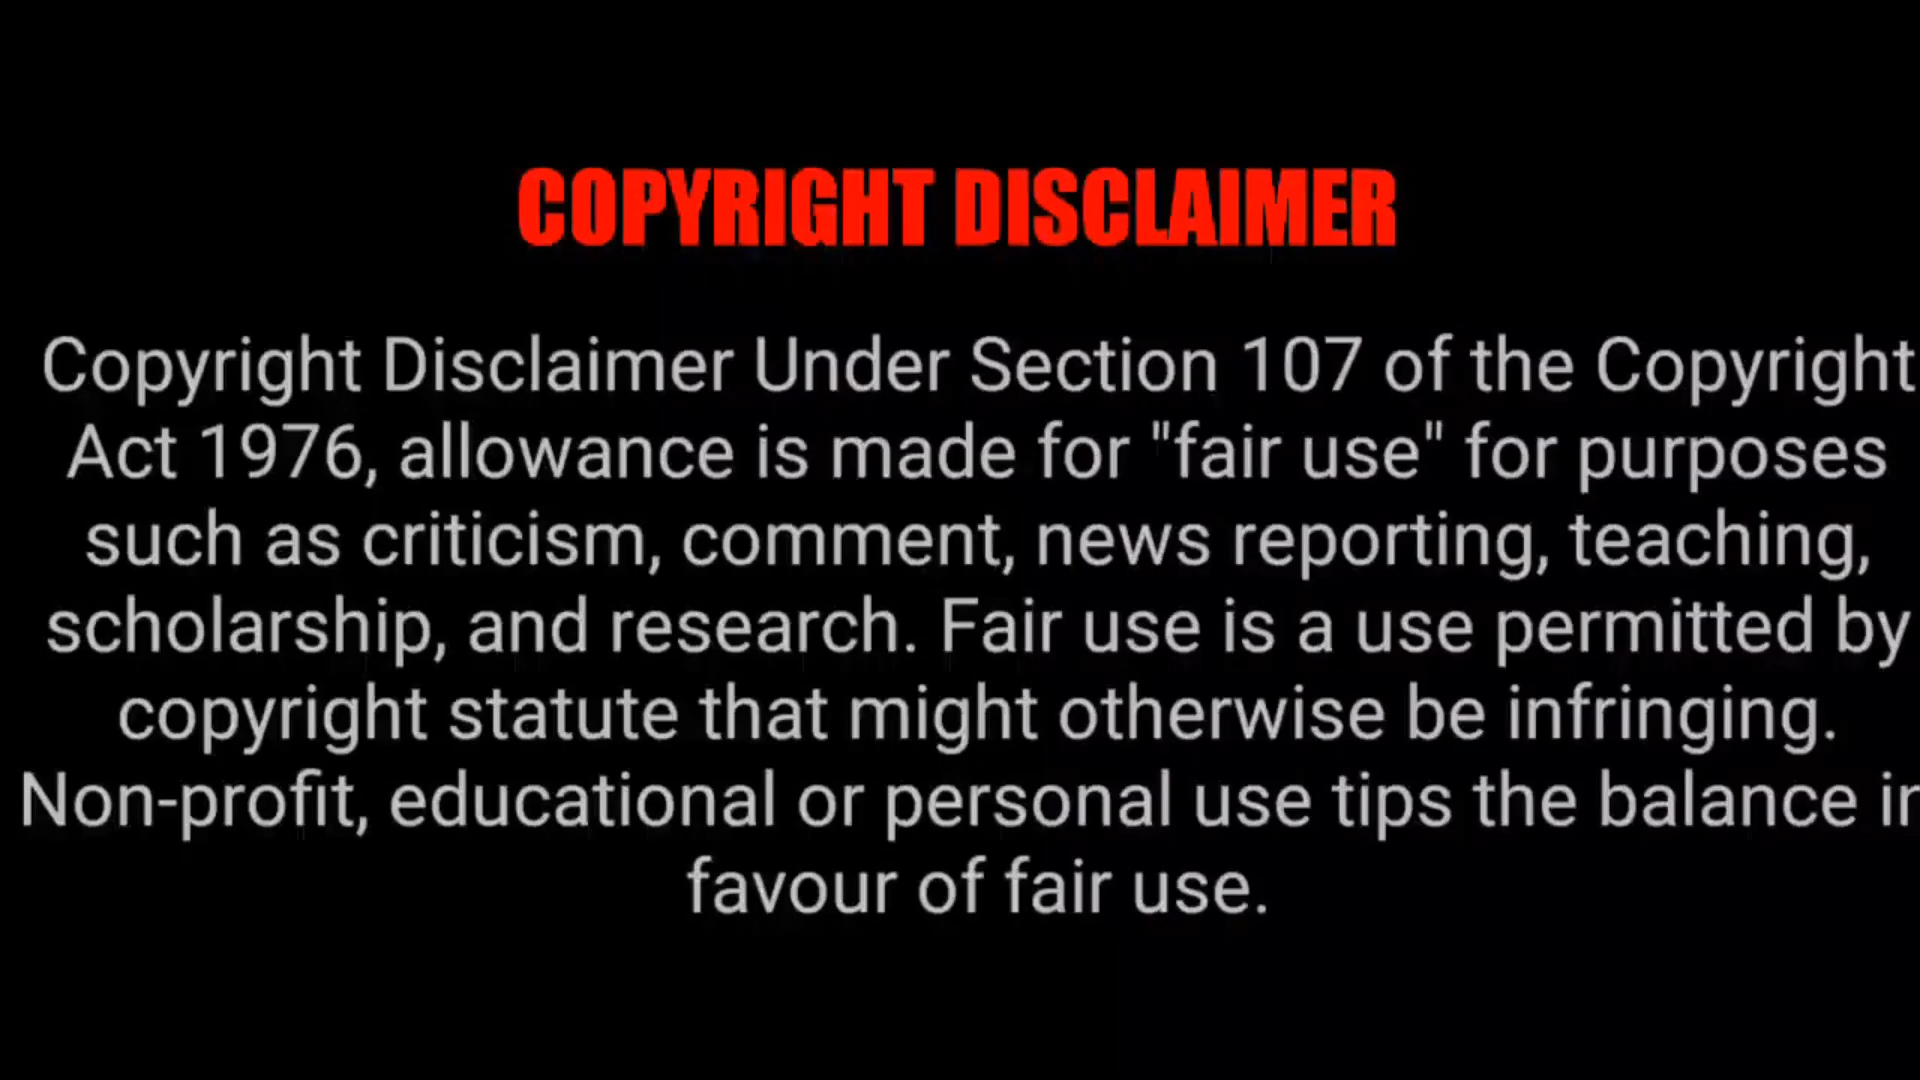 COPYRIGHT DISCLAIMER
Copyright Disclaimer Under Section 107 of the Copyright
Act 1976, allowance is made for "fair use" for purposes
such as criticism, comment, news reporting, teaching,
scholarship, and research. Fair use is a use permitted by
copyright statute that might otherwise be infringing.
Non-profit, educational or personal use tips the balance in
favour of fair use.